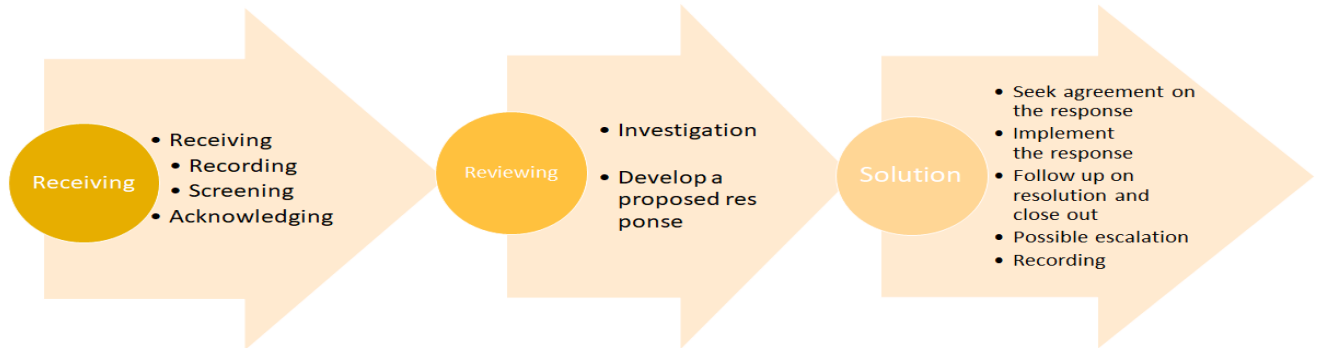 Receiving
• Receiving
• Recording
• Screening
• Acknowledging
Reviewing
• Investigation
• Develop a
proposed res
ponse
Solution
• Seek agreement on
the response
• Implement
the response
• Follow up on
resolution and
close out
• Possible escalation
• Recording